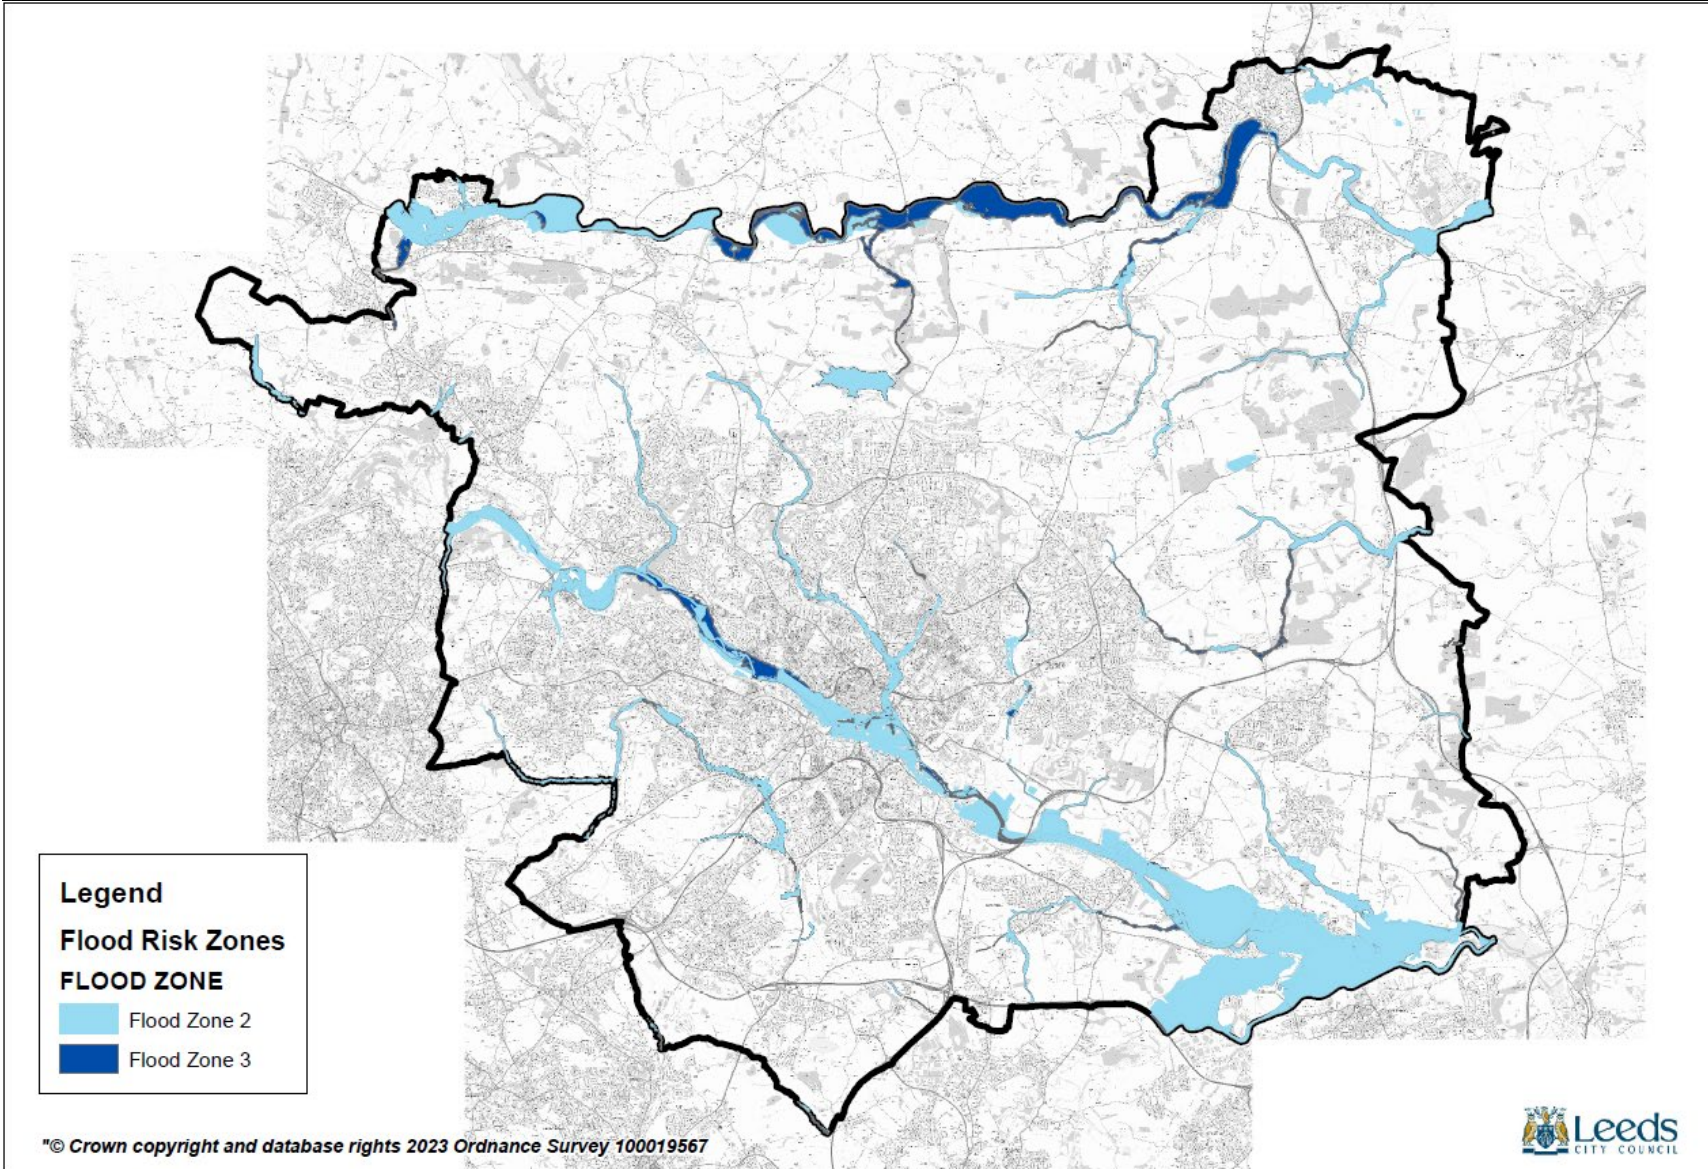 Legend
Flood Risk Zones
FLOOD ZONE
Flood Zone 2
Flood Zone 3
"© Crown copyright and database rights 2023 Ordnance Survey 100019567
Leeds
CITY COUNCIL